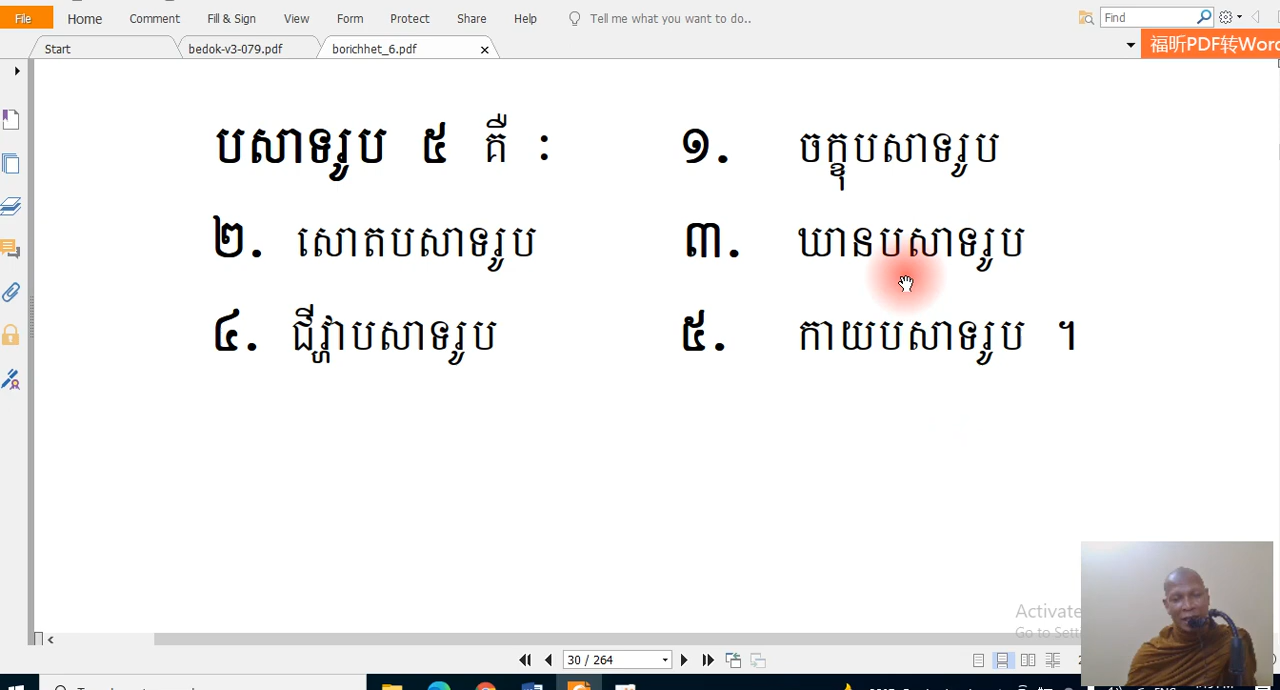 File Home Comment Fill & Sign View Form Protect Share Help Tell me what you want to do.. Find
Start bedok-v3-079.pdf borichhet_6.pdf 福昕PDF转Word
បសាទរូប ៥ គឺ : ១. ចក្ខុបសាទរូប
២. សោតបសាទរូប ៣. ឃានបសាទរូប
៤. ជីវ្ហាបសាទរូប ៥. កាយបសាទរូប ។
Activate
Go to Setti
30 / 264